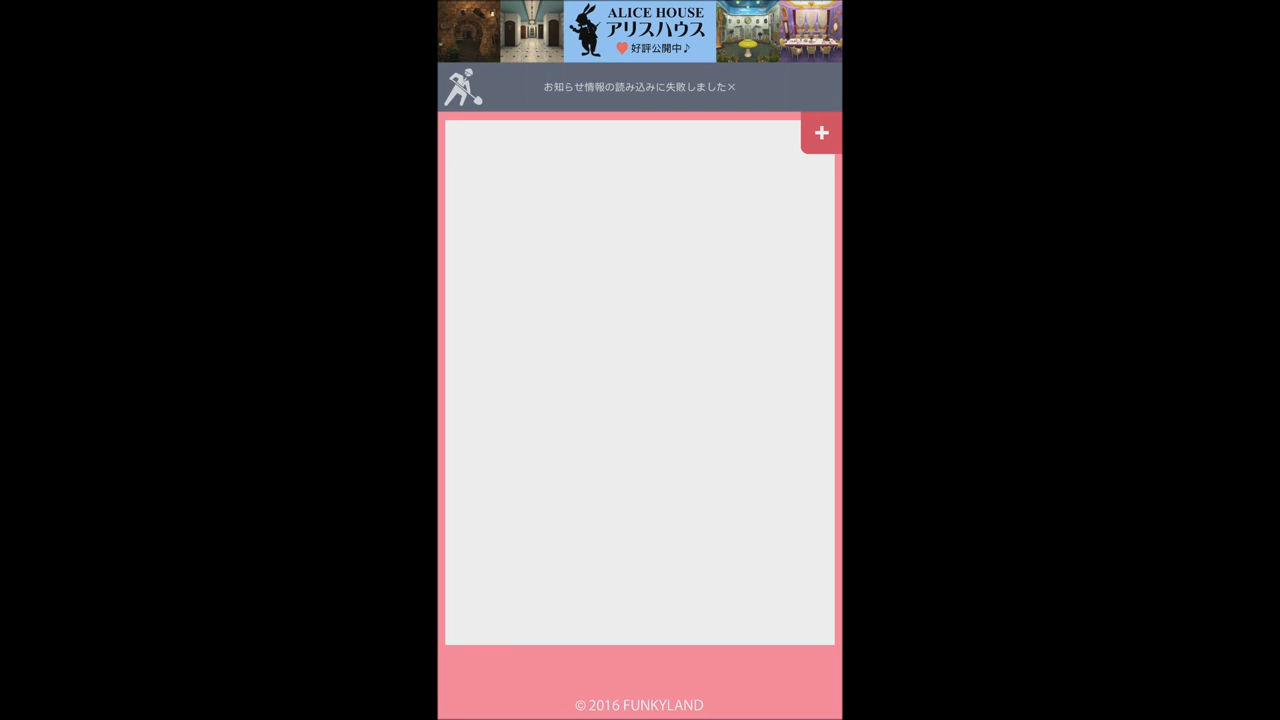 ALICE HOUSE
アリスハウス
好評公開中♪
お知らせ情報の読み込みに失敗しました×
+
© 2016 FUNKYLAND